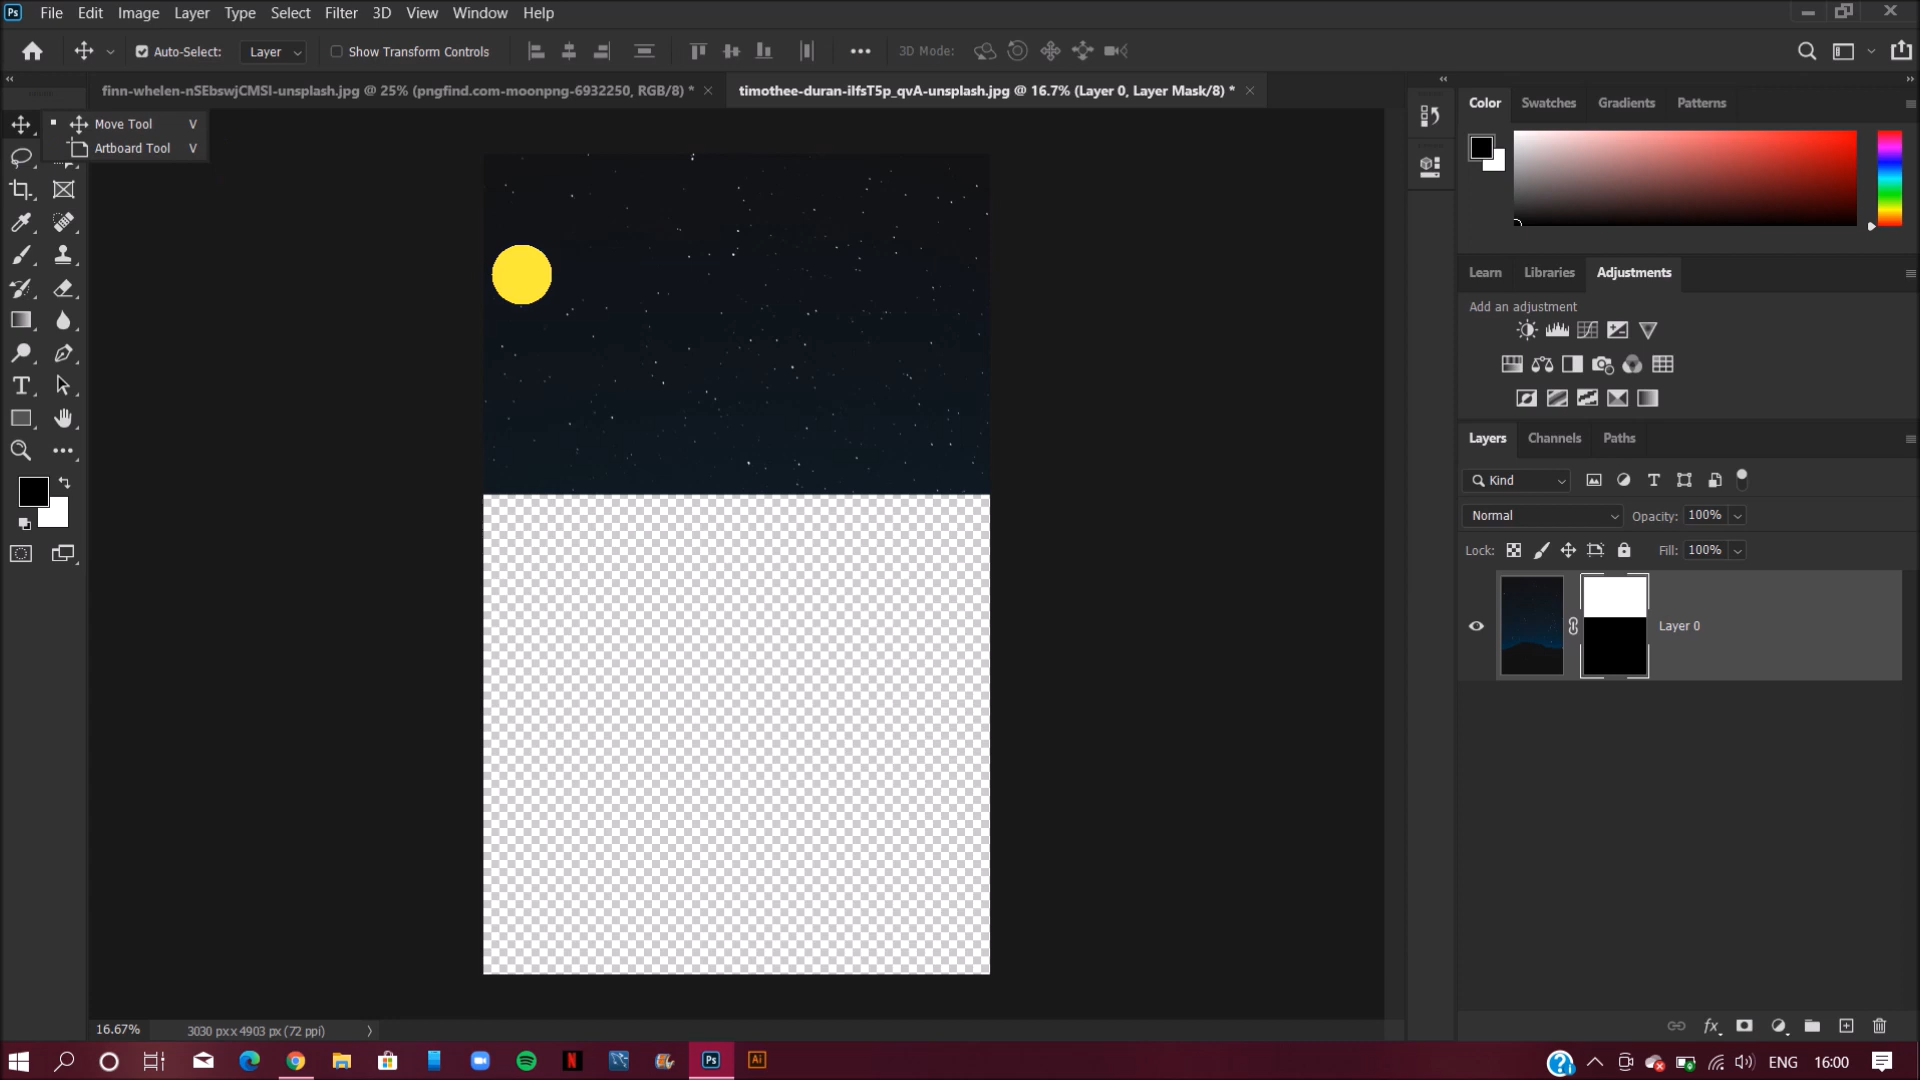 Ps File Edit Image Layer Type Select Filter 3D View Window Help
Auto-Select: Layer Show Transform Controls 3D Mode:
finn-whelen-nSEbswjCMSI-unsplash.jpg @ 25% (pngfind.com-moonpng-6932250, RGB/8) * timothee-duran-ilfsT5p_qvA-unsplash.jpg @ 16.7% (Layer 0, Layer Mask/8) *
Color Swatches Gradients Patterns
Move Tool V
Artboard Tool V
Learn Libraries Adjustments
Add an adjustment
Layers Channels Paths
Kind
Normal Opacity: 100%
Lock: Fill: 100%
Layer 0
16.67% 3030 px x 4903 px (72 ppi)
fx
N Ps Ai ENG 16:00